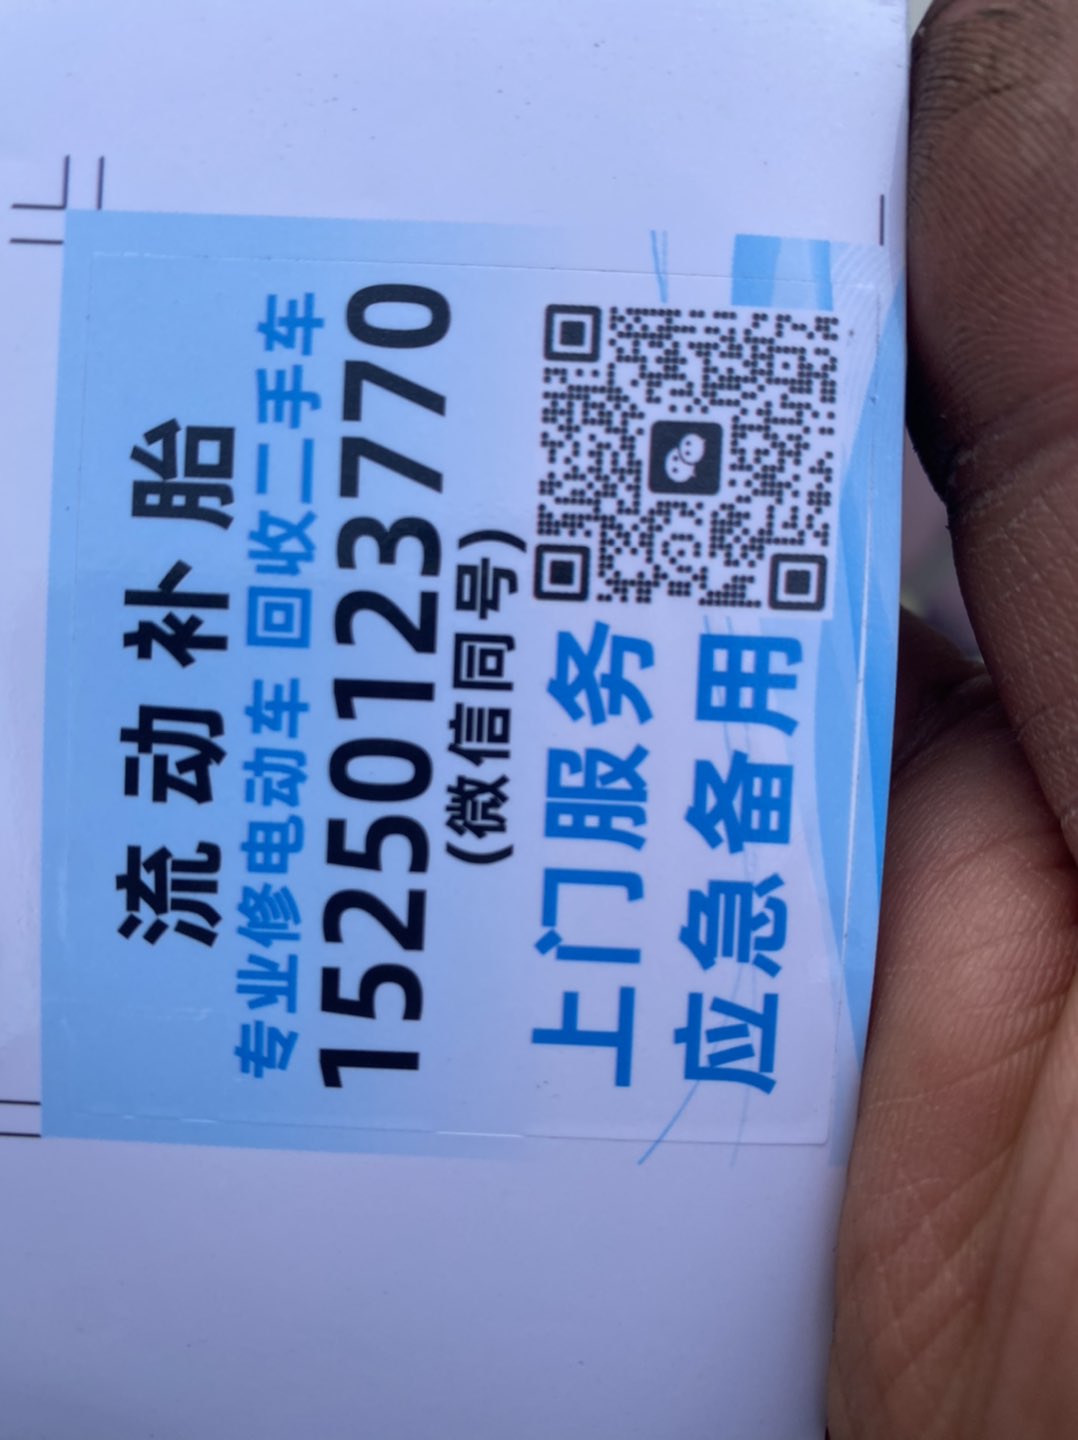 流动补胎
专业修电动车 回收二手车
15250123770
(微信同号)
上门服务
应急备用